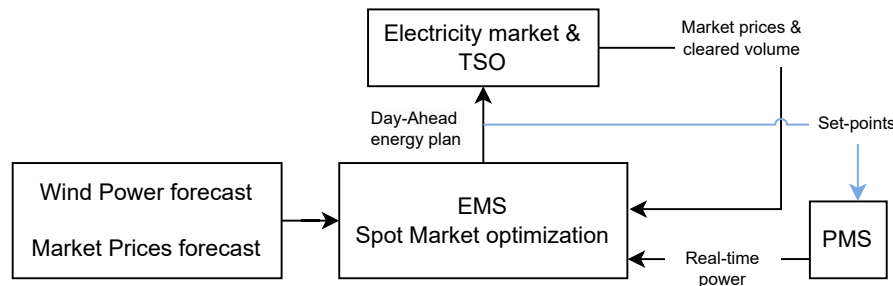 Electricity market &
TSO
Market prices &
cleared volume
Day-Ahead
energy plan
Set-points
Wind Power forecast
Market Prices forecast
EMS
Spot Market optimization
PMS
Real-time
power